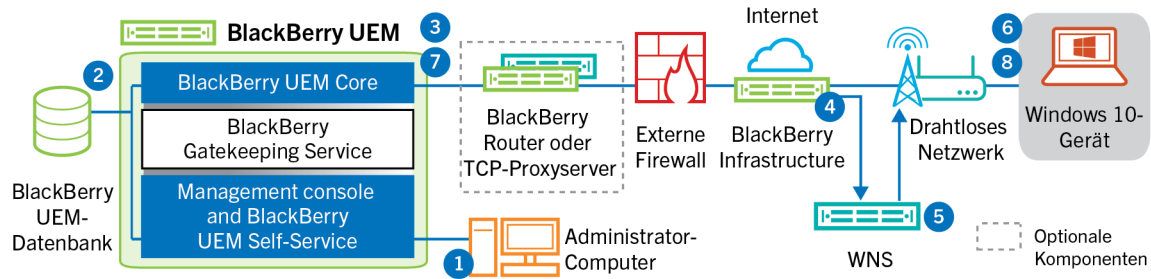 BlackBerry UEM
3
Internet
6
2
7
8
BlackBerry UEM Core
BlackBerry
Gatekeeping Service
Management console
and BlackBerry
UEM Self-Service
BlackBerry
UEM-
Datenbank
BlackBerry
Router oder
TCP-Proxyserver
Externe
Firewall
4
BlackBerry
Infrastructure
Drahtloses
Netzwerk
Windows 10-
Gerät
1
Administrator-
Computer
5
WNS
Optionale
Komponenten